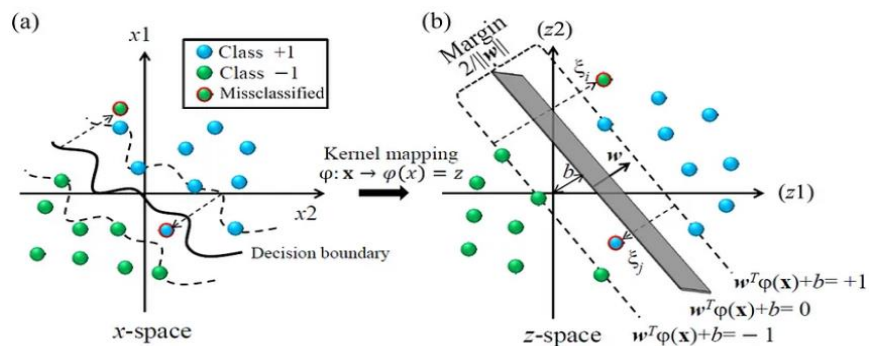 (a)
x1
Class +1
Class −1
Missclassified
x2
Decision boundary
x-space
Kernel mapping
φ: x → φ(x) = z
(b)
(z2)
Margin
2/||w||
ξi
w
b
(z1)
ξj
wᵀφ(x)+b= +1
wᵀφ(x)+b= 0
wᵀφ(x)+b= − 1
z-space